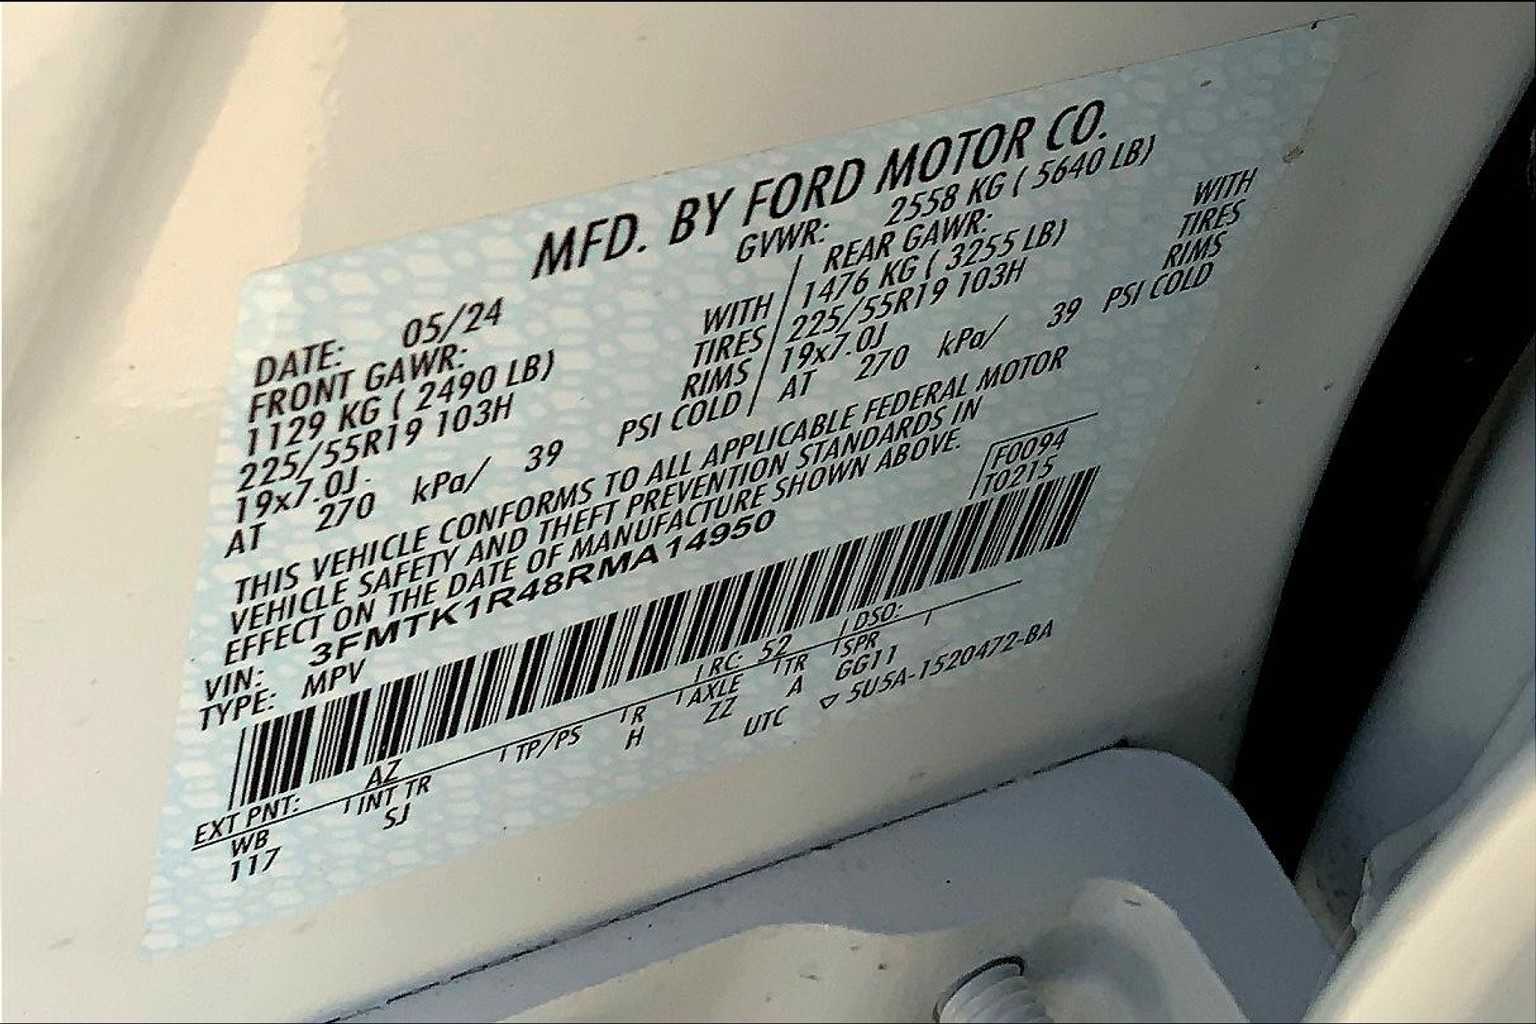 MFD. BY FORD MOTOR CO.
DATE: 05/24 GVWR: 2558 KG ( 5640 LB)
FRONT GAWR: REAR GAWR:
1129 KG ( 2490 LB) WITH 1476 KG ( 3255 LB) WITH
225/55R19 103H TIRES 225/55R19 103H TIRES
19x7.0J RIMS 19x7.0J RIMS
AT 270 kPa/ 39 PSI COLD AT 270 kPa/ 39 PSI COLD
THIS VEHICLE CONFORMS TO ALL APPLICABLE FEDERAL MOTOR
VEHICLE SAFETY AND THEFT PREVENTION STANDARDS IN
EFFECT ON THE DATE OF MANUFACTURE SHOWN ABOVE.
VIN: 3FMTK1R48RMA14950 F0094
TYPE: MPV T0215
EXT PNT: AZ RC: 52 DSO:
WB INT TR TP/PS R AXLE TR SPR
117 SJ H ZZ A GG11
UTC ▽ 5U5A-1520472-BA